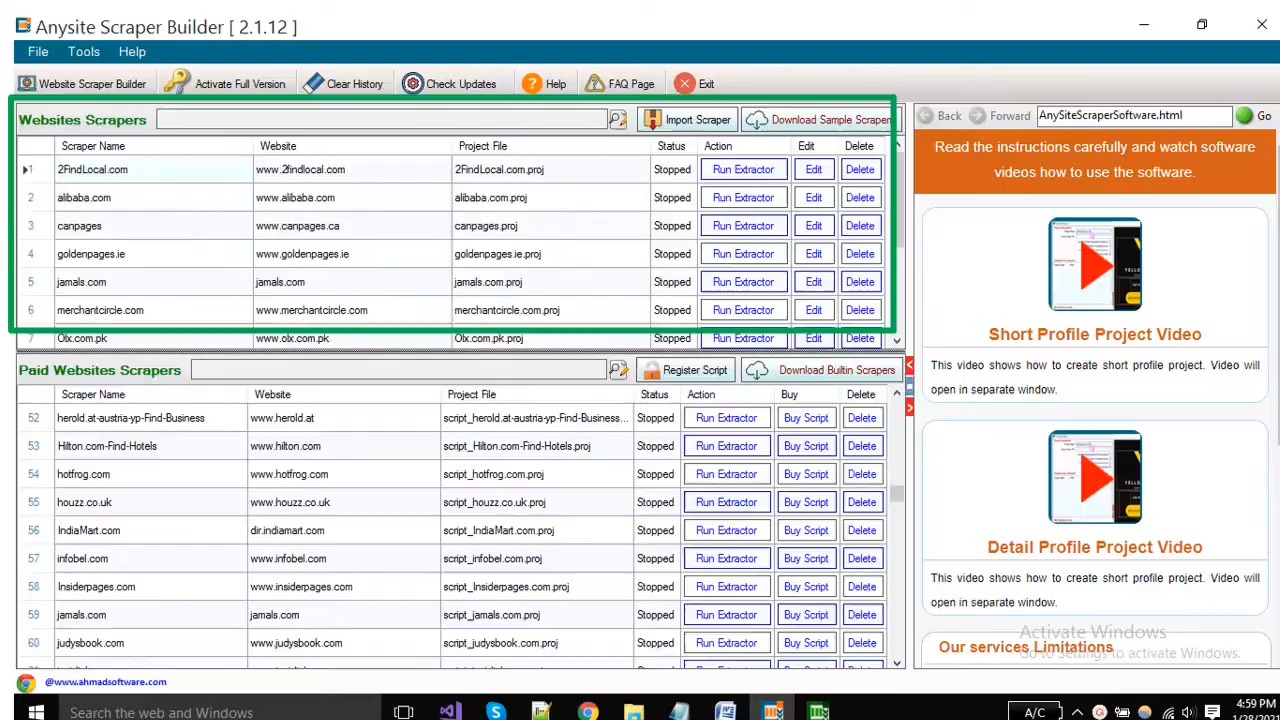 Anysite Scraper Builder [ 2.1.12 ]
File Tools Help
Website Scraper Builder Activate Full Version Clear History Check Updates Help FAQ Page Exit
Websites Scrapers Import Scraper Download Sample Scrapers
Scraper Name Website Project File Status Action Edit Delete
1 2FindLocal.com www.2findlocal.com 2FindLocal.com.proj Stopped Run Extractor Edit Delete
2 alibaba.com www.alibaba.com alibaba.com.proj Stopped Run Extractor Edit Delete
3 canpages www.canpages.ca canpages.proj Stopped Run Extractor Edit Delete
4 goldenpages.ie www.goldenpages.ie goldenpages.ie.proj Stopped Run Extractor Edit Delete
5 jamals.com jamals.com jamals.com.proj Stopped Run Extractor Edit Delete
6 merchantcircle.com www.merchantcircle.com merchantcircle.com.proj Stopped Run Extractor Edit Delete
7 Olx.com.pk www.olx.com.pk Olx.com.pk.proj Stopped Run Extractor Edit Delete
Paid Websites Scrapers Register Script Download Builtin Scrapers
Scraper Name Website Project File Status Action Buy Delete
52 herold.at-austria-yp-Find-Business www.herold.at script_herold.at-austria-yp-Find-Business... Stopped Run Extractor Buy Script Delete
53 Hilton.com-Find-Hotels www.hilton.com script_Hilton.com-Find-Hotels.proj Stopped Run Extractor Buy Script Delete
54 hotfrog.com www.hotfrog.com script_hotfrog.com.proj Stopped Run Extractor Buy Script Delete
55 houzz.co.uk www.houzz.co.uk script_houzz.co.uk.proj Stopped Run Extractor Buy Script Delete
56 IndiaMart.com dir.indiamart.com script_IndiaMart.com.proj Stopped Run Extractor Buy Script Delete
57 infobel.com www.infobel.com script_infobel.com.proj Stopped Run Extractor Buy Script Delete
58 Insiderpages.com www.insiderpages.com script_Insiderpages.com.proj Stopped Run Extractor Buy Script Delete
59 jamals.com jamals.com script_jamals.com.proj Stopped Run Extractor Buy Script Delete
60 judysbook.com www.judysbook.com script_judysbook.com.proj Stopped Run Extractor Buy Script Delete
Back Forward AnySiteScraperSoftware.html Go
Read the instructions carefully and watch software
videos how to use the software.
Short Profile Project Video
This video shows how to create short profile project. Video will
open in separate window.
Detail Profile Project Video
This video shows how to create short profile project. Video will
open in separate window.
Our services Limitations
Activate Windows
Go to Settings to activate Windows.
@www.ahmadsoftware.com
Search the web and Windows
A/C
4:59 PM